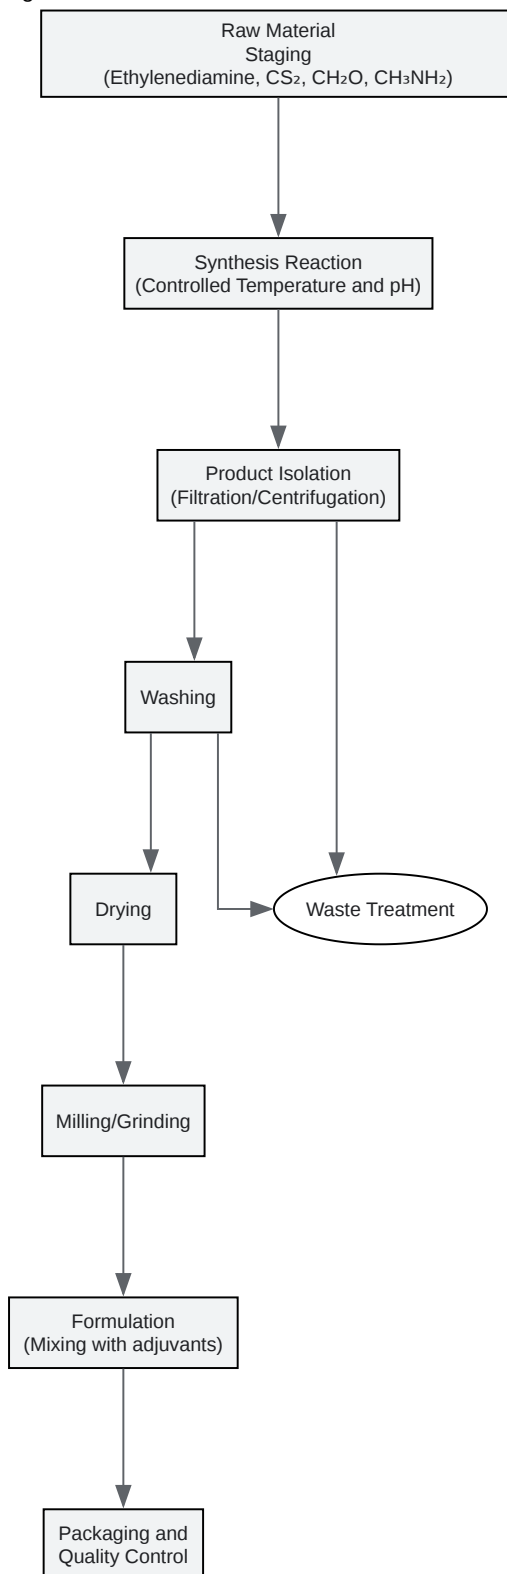 Raw Material
Staging
(Ethylenediamine, CS₂, CH₂O, CH₃NH₂)
Synthesis Reaction
(Controlled Temperature and pH)
Product Isolation
(Filtration/Centrifugation)
Washing
Drying
Waste Treatment
Milling/Grinding
Formulation
(Mixing with adjuvants)
Packaging and
Quality Control